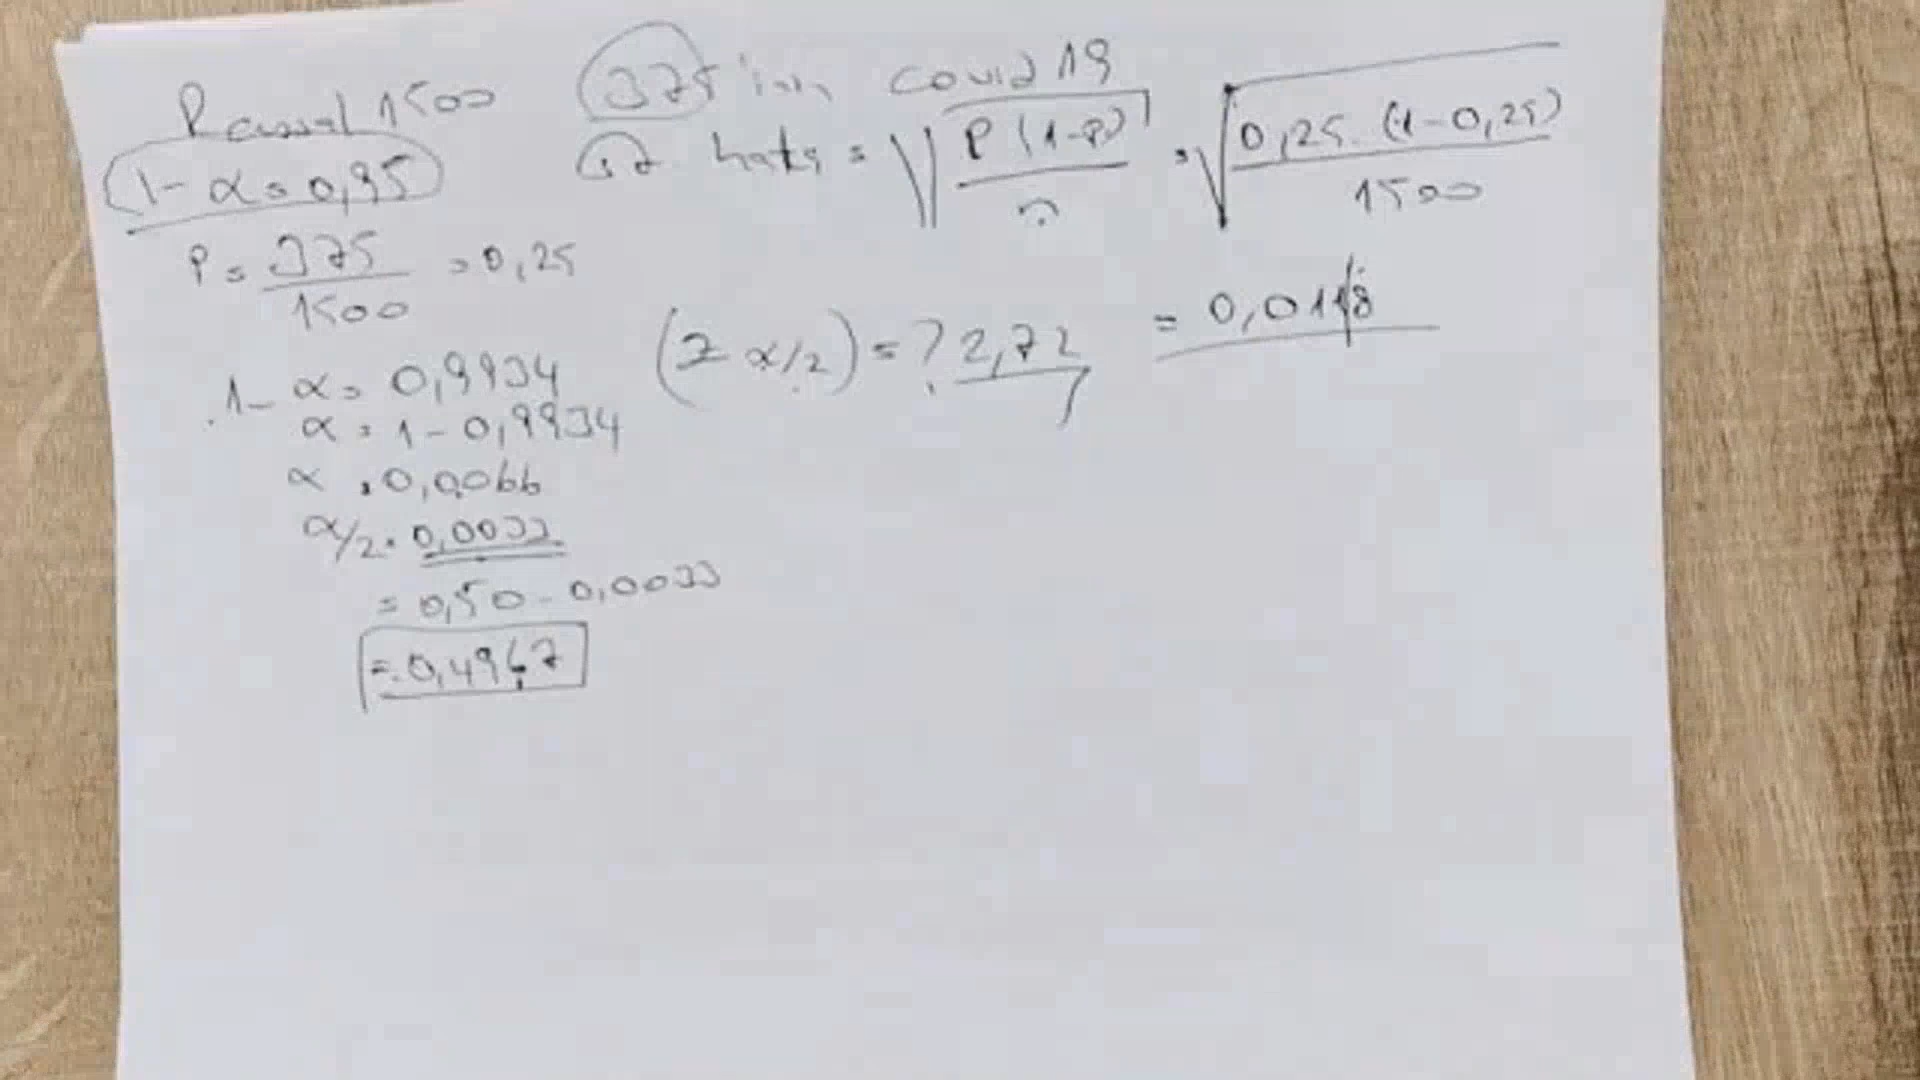 Rassal 1500 375'inin covid 19
1-α=0,95
St hata = √P(1-P)/n = √0,25.(1-0,25)/1500
= 0,0118
P = 375/1500 = 0,25
(Z α/2) = ? 2,72
1-α = 0,9934
α = 1-0,9934
α = 0,0066
α/2 = 0,0033
= 0,50 - 0,0033
= 0,4967